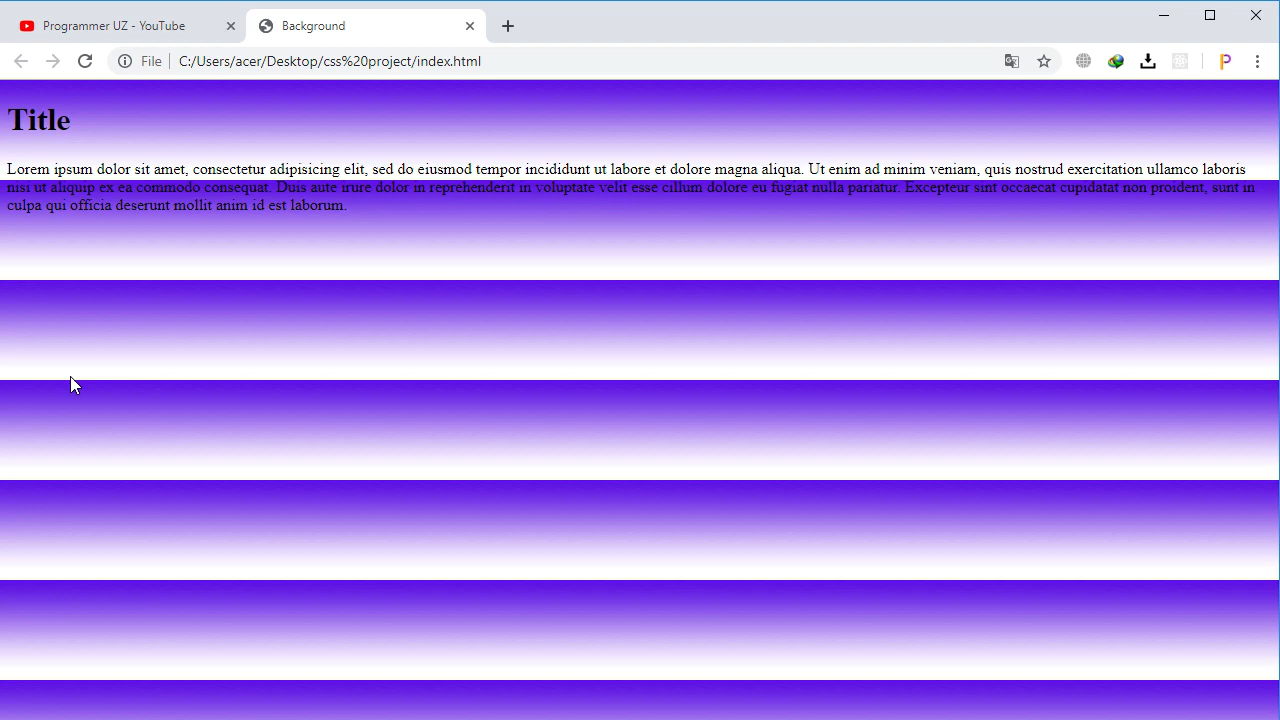 Programmer UZ - YouTube
Background
File
C:/Users/acer/Desktop/css%20project/index.html
Title
Lorem ipsum dolor sit amet, consectetur adipisicing elit, sed do eiusmod tempor incididunt ut labore et dolore magna aliqua. Ut enim ad minim veniam, quis nostrud exercitation ullamco laboris
nisi ut aliquip ex ea commodo consequat. Duis aute irure dolor in reprehenderit in voluptate velit esse cillum dolore eu fugiat nulla pariatur. Excepteur sint occaecat cupidatat non proident, sunt in
culpa qui officia deserunt mollit anim id est laborum.